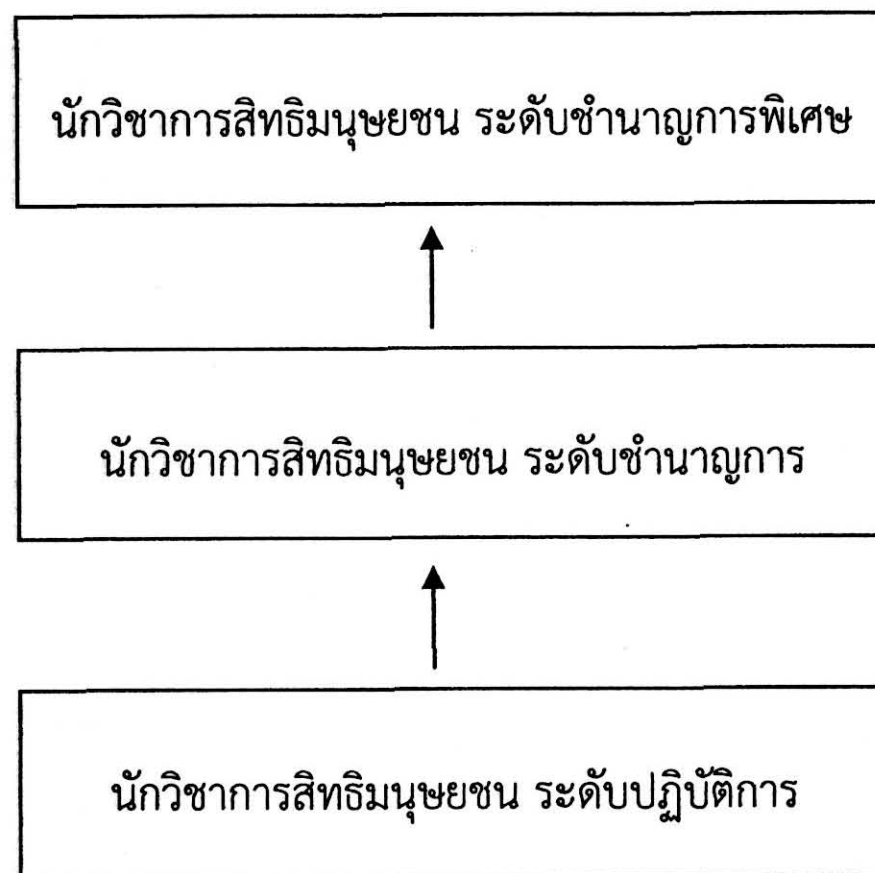 นักวิชาการสิทธิมนุษยชน ระดับชำนาญการพิเศษ
นักวิชาการสิทธิมนุษยชน ระดับชำนาญการ
นักวิชาการสิทธิมนุษยชน ระดับปฏิบัติการ